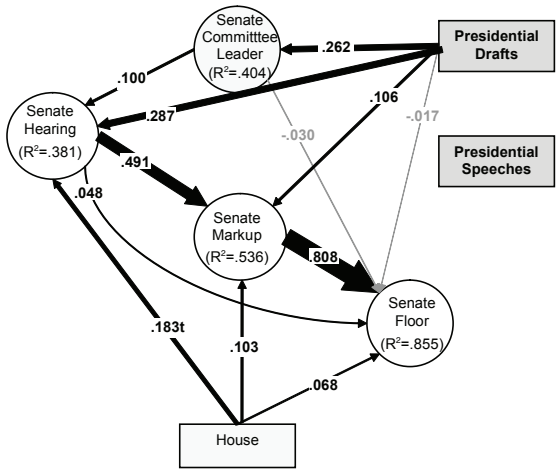 Senate
Committtee
Leader
(R²=.404)
Presidential
Drafts
.262
.100
.106
.287
-.030
-.017
Senate
Hearing
(R²=.381)
.491
Presidential
Speeches
.048
Senate
Markup
(R²=.536)
.808
Senate
Floor
(R²=.855)
.183t
.103
.068
House